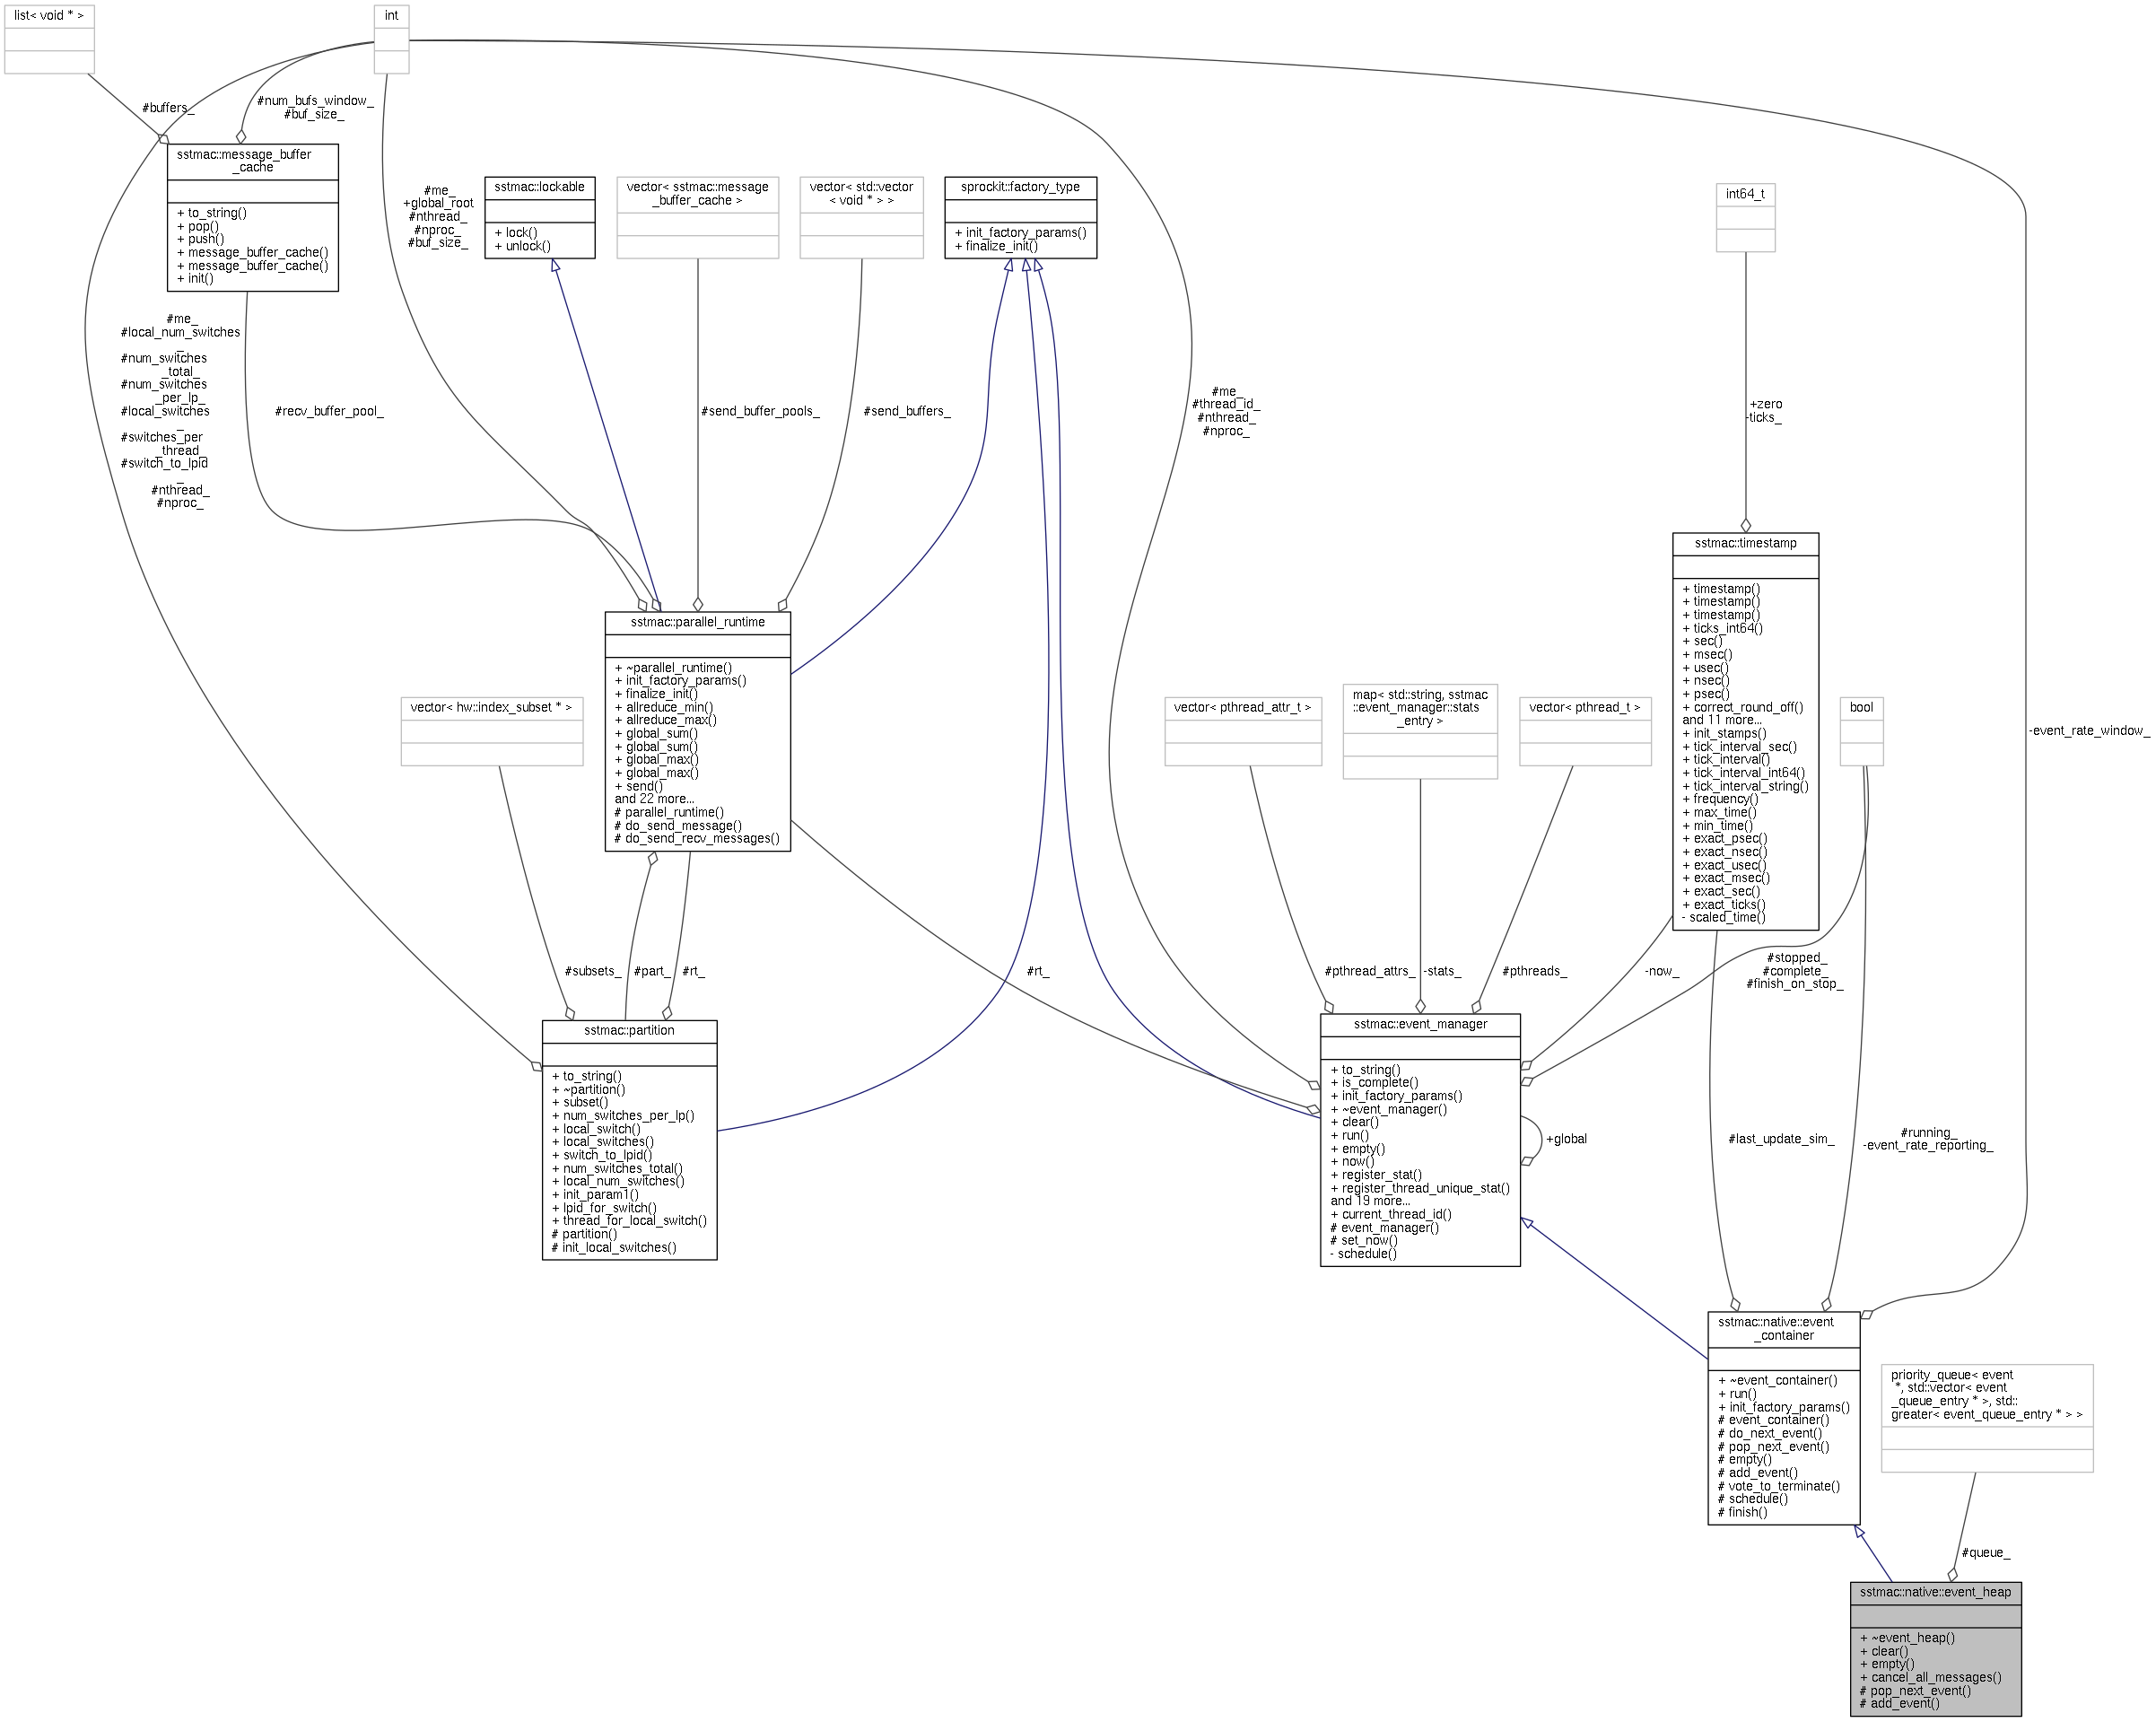 list< void * >
int
#buffers_
#num_bufs_window_
#buf_size_
sstmac::message_buffer
_cache
+ to_string()
+ pop()
+ push()
+ message_buffer_cache()
+ message_buffer_cache()
+ init()
#me_
+global_root
#nthread_
#nproc_
#buf_size_
sstmac::lockable
+ lock()
+ unlock()
vector< sstmac::message
_buffer_cache >
vector< std::vector
< void * > >
sprockit::factory_type
+ init_factory_params()
+ finalize_init()
int64_t
#me_
#local_num_switches
_
#num_switches
_total_
#num_switches
_per_lp_
#local_switches
_
#switches_per
_thread_
#switch_to_lpid
_
#nthread_
#nproc_
#recv_buffer_pool_
#send_buffer_pools_
#send_buffers_
#me_
#thread_id_
#nthread_
#nproc_
+zero
-ticks_
sstmac::timestamp
+ timestamp()
+ timestamp()
+ timestamp()
+ ticks_int64()
+ sec()
+ msec()
+ usec()
+ nsec()
+ psec()
+ correct_round_off()
and 11 more...
+ init_stamps()
+ tick_interval_sec()
+ tick_interval()
+ tick_interval_int64()
+ tick_interval_string()
+ frequency()
+ max_time()
+ min_time()
+ exact_psec()
+ exact_nsec()
+ exact_usec()
+ exact_msec()
+ exact_sec()
+ exact_ticks()
- scaled_time()
sstmac::parallel_runtime
+ ~parallel_runtime()
+ init_factory_params()
+ finalize_init()
+ allreduce_min()
+ allreduce_max()
+ global_sum()
+ global_sum()
+ global_max()
+ global_max()
+ send()
and 22 more...
# parallel_runtime()
# do_send_message()
# do_send_recv_messages()
vector< hw::index_subset * >
vector< pthread_attr_t >
map< std::string, sstmac
::event_manager::stats
_entry >
vector< pthread_t >
bool
-event_rate_window_
#subsets_
#part_
#rt_
#rt_
#pthread_attrs_
-stats_
#pthreads_
-now_
#stopped_
#complete_
#finish_on_stop_
sstmac::partition
+ to_string()
+ ~partition()
+ subset()
+ num_switches_per_lp()
+ local_switch()
+ local_switches()
+ switch_to_lpid()
+ num_switches_total()
+ local_num_switches()
+ init_param1()
+ lpid_for_switch()
+ thread_for_local_switch()
# partition()
# init_local_switches()
sstmac::event_manager
+ to_string()
+ is_complete()
+ init_factory_params()
+ ~event_manager()
+ clear()
+ run()
+ empty()
+ now()
+ register_stat()
+ register_thread_unique_stat()
and 19 more...
+ current_thread_id()
# event_manager()
# set_now()
- schedule()
+global
#last_update_sim_
#running_
-event_rate_reporting_
sstmac::native::event
_container
+ ~event_container()
+ run()
+ init_factory_params()
# event_container()
# do_next_event()
# pop_next_event()
# empty()
# add_event()
# vote_to_terminate()
# schedule()
# finish()
priority_queue< event
*, std::vector< event
_queue_entry * >, std::
greater< event_queue_entry * > >
#queue_
sstmac::native::event_heap
+ ~event_heap()
+ clear()
+ empty()
+ cancel_all_messages()
# pop_next_event()
# add_event()